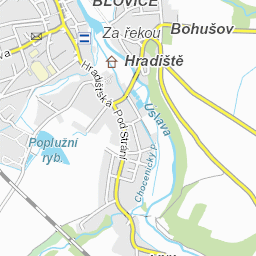 BLOVICE
Za řekou
Bohušov
Hradiště
Hradišťská
Úslava
Pod Strání
Poplužní
ryb.
Chocenický p.